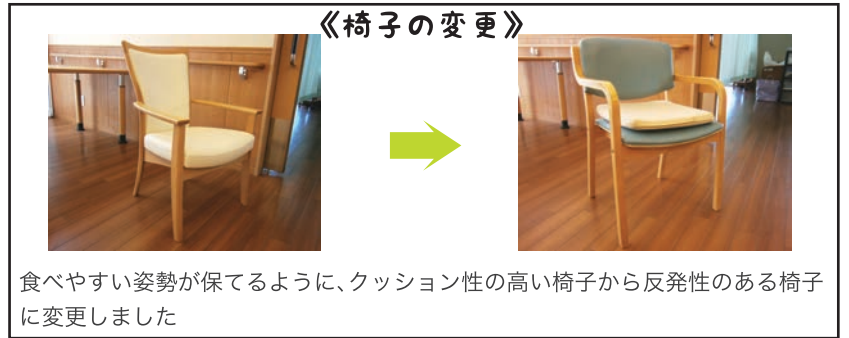 《椅子の変更》
食べやすい姿勢が保てるように、クッション性の高い椅子から反発性のある椅子
に変更しました